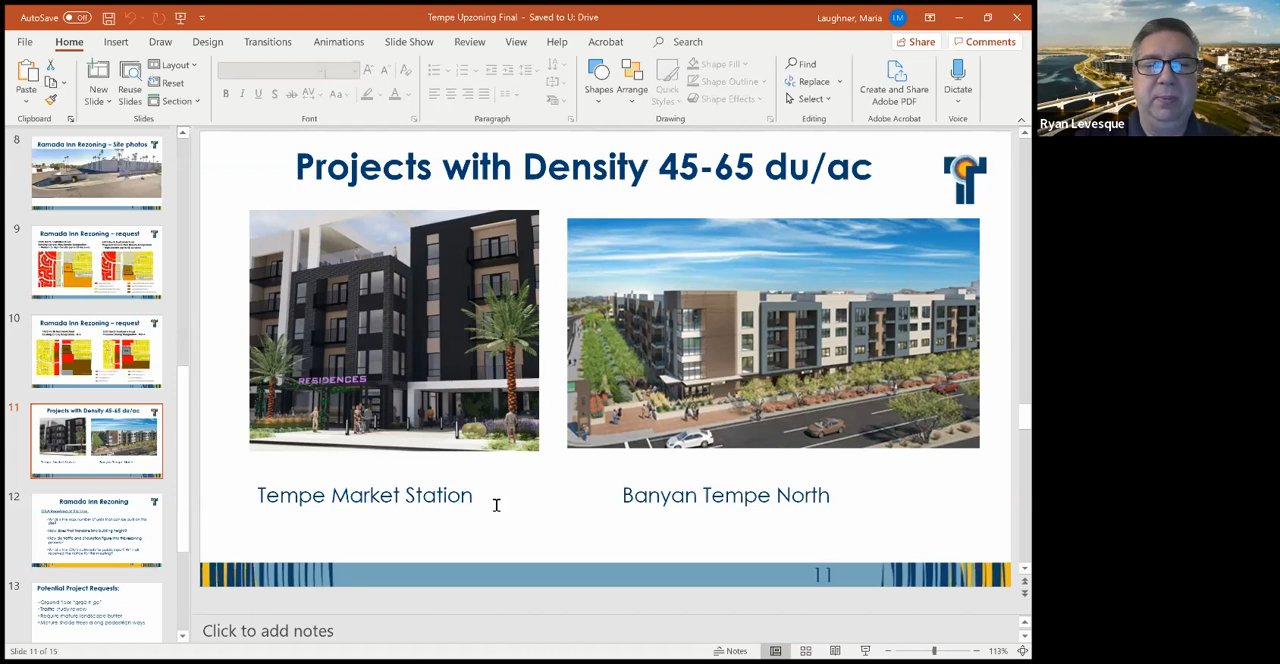 AutoSave Off
Tempe Upzoning Final - Saved to U: Drive
Laughner, Maria LM
File Home Insert Draw Design Transitions Animations Slide Show Review View Help Acrobat Search Share Comments
Paste
New Slide
Reuse Slides
Layout
Reset
Section
Shapes
Arrange
Quick Styles
Shape Fill
Shape Outline
Shape Effects
Find
Replace
Select
Create and Share Adobe PDF
Dictate
Clipboard Slides Font Paragraph Drawing Editing Adobe Acrobat Voice
8
Ramada Inn Rezoning – Site photos
9
Ramada Inn Rezoning – request
10
Ramada Inn Rezoning – request
11
Projects with Density 45-65 du/ac
12
Ramada Inn Rezoning
13
Potential Project Requests:
Projects with Density 45-65 du/ac
RESIDENCES
Tempe Market Station
Banyan Tempe North
11
Click to add notes
Slide 11 of 15
Notes
113%
Ryan Levesque